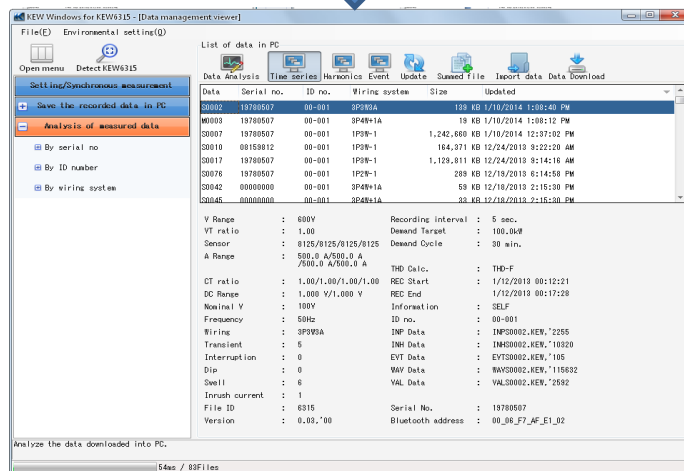 KEW Windows for KEW6315 - [Data management viewer]
File(F) Environmental setting(O)
Open menu Detect KEW6315
Setting/Synchronous measurement
Save the recorded data in PC
Analysis of measured data
By serial no
By ID number
By wiring system
List of data in PC
Data Analysis Time series Harmonics Event Update Summed file Import data Data Download
Data Serial no. ID no. Wiring system Size Updated
S0002 19780507 00-001 3P3W3A 139 KB 1/10/2014 1:08:40 PM
M0003 19780507 00-001 3P4W+1A 19 KB 1/10/2014 1:08:12 PM
S0007 19780507 00-001 1P3W-1 1,242,660 KB 1/10/2014 12:37:02 PM
S0010 08159812 00-001 1P3W-1 164,371 KB 12/24/2013 9:22:20 AM
S0017 19780507 00-001 1P3W-1 1,129,811 KB 12/24/2013 9:14:16 AM
S0076 19780507 00-001 1P2W-1 289 KB 12/19/2013 6:14:58 PM
S0042 00000000 00-001 3P4W+1A 59 KB 12/18/2013 2:15:30 PM
S0045 00000000 00-001 3P4W+1A 33 KB 12/18/2013 2:15:30 PM
V Range : 600V Recording interval : 5 sec.
VT ratio : 1.00 Demand Target : 100.0kW
Sensor : 8125/8125/8125/8125 Demand Cycle : 30 min.
A Range : 500.0 A/500.0 A
/500.0 A/500.0 A THD Calc. : THD-F
CT ratio : 1.00/1.00/1.00/1.00 REC Start : 1/12/2013 00:12:21
DC Range : 1.000 V/1.000 V REC End 1/12/2013 00:17:28
Nominal V : 100V Information : SELF
Frequency : 50Hz ID no. : 00-001
Wiring : 3P3W3A INP Data : INPS0002.KEW,'2255
Transient : 5 INH Data : INHS0002.KEW,'10320
Interruption : 0 EVT Data : EVTS0002.KEW,'105
Dip : 0 WAV Data : WAVS0002.KEW,'115632
Swell : 6 VAL Data : VALS0002.KEW,'2592
Inrush current : 1
File ID : 6315 Serial No. : 19780507
Version : 0.03,'00 Bluetooth address : 00_06_F7_AF_E1_02
Analyze the data downloaded into PC.
54ms / 83Files